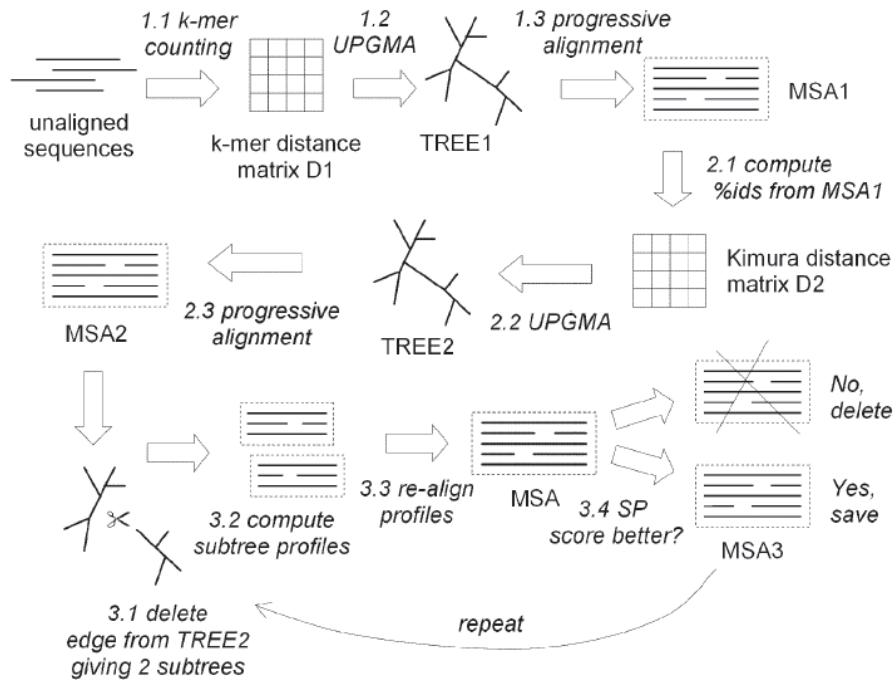 1.1 k-mer
counting
1.2
UPGMA
1.3 progressive
alignment
unaligned
sequences
k-mer distance
matrix D1
TREE1
MSA1
2.1 compute
%ids from MSA1
Kimura distance
matrix D2
2.2 UPGMA
TREE2
2.3 progressive
alignment
MSA2
3.1 delete
edge from TREE2
giving 2 subtrees
3.2 compute
subtree profiles
3.3 re-align
profiles
MSA
3.4 SP
score better?
No,
delete
Yes,
save
MSA3
repeat